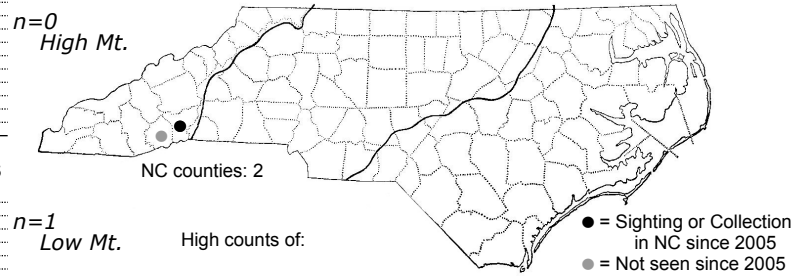 n=0
High Mt.
NC counties: 2
n=1
Low Mt.
High counts of:
● = Sighting or Collection
in NC since 2005
● = Not seen since 2005